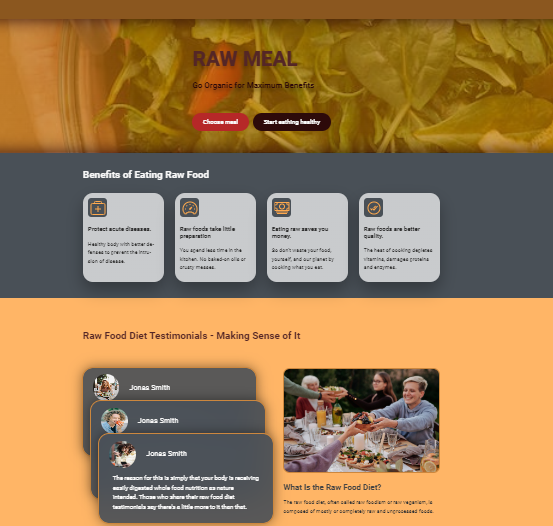 RAW MEAL
Go Organic for Maximum Benefits
Choose meal
Start eathing healthy
Benefits of Eating Raw Food
Protect acute diseases.
Healthy body with better de-
fenses to prevent the intru-
sion of disease.
Raw foods take little
preparation
You spend less time in the
kitchen. No baked-on oils or
crusty messes.
Eating raw saves you
money.
So don't waste your food,
yourself, and our planet by
cooking what you eat.
Raw foods are better
quality.
The heat of cooking depletes
vitamins, damages proteins
and enzymes.
Raw Food Diet Testimonials - Making Sense of It
Jonas Smith
Jonas Smith
Jonas Smith
The reason for this is simply that your body is receiving
easily digested whole food nutrition as nature
intended. Those who share their raw food diet
testimonials say there's a little more to it then that.
What Is the Raw Food Diet?
The raw food diet, often called raw foodism or raw veganism, is
composed of mostly or completely raw and unprocessed foods.